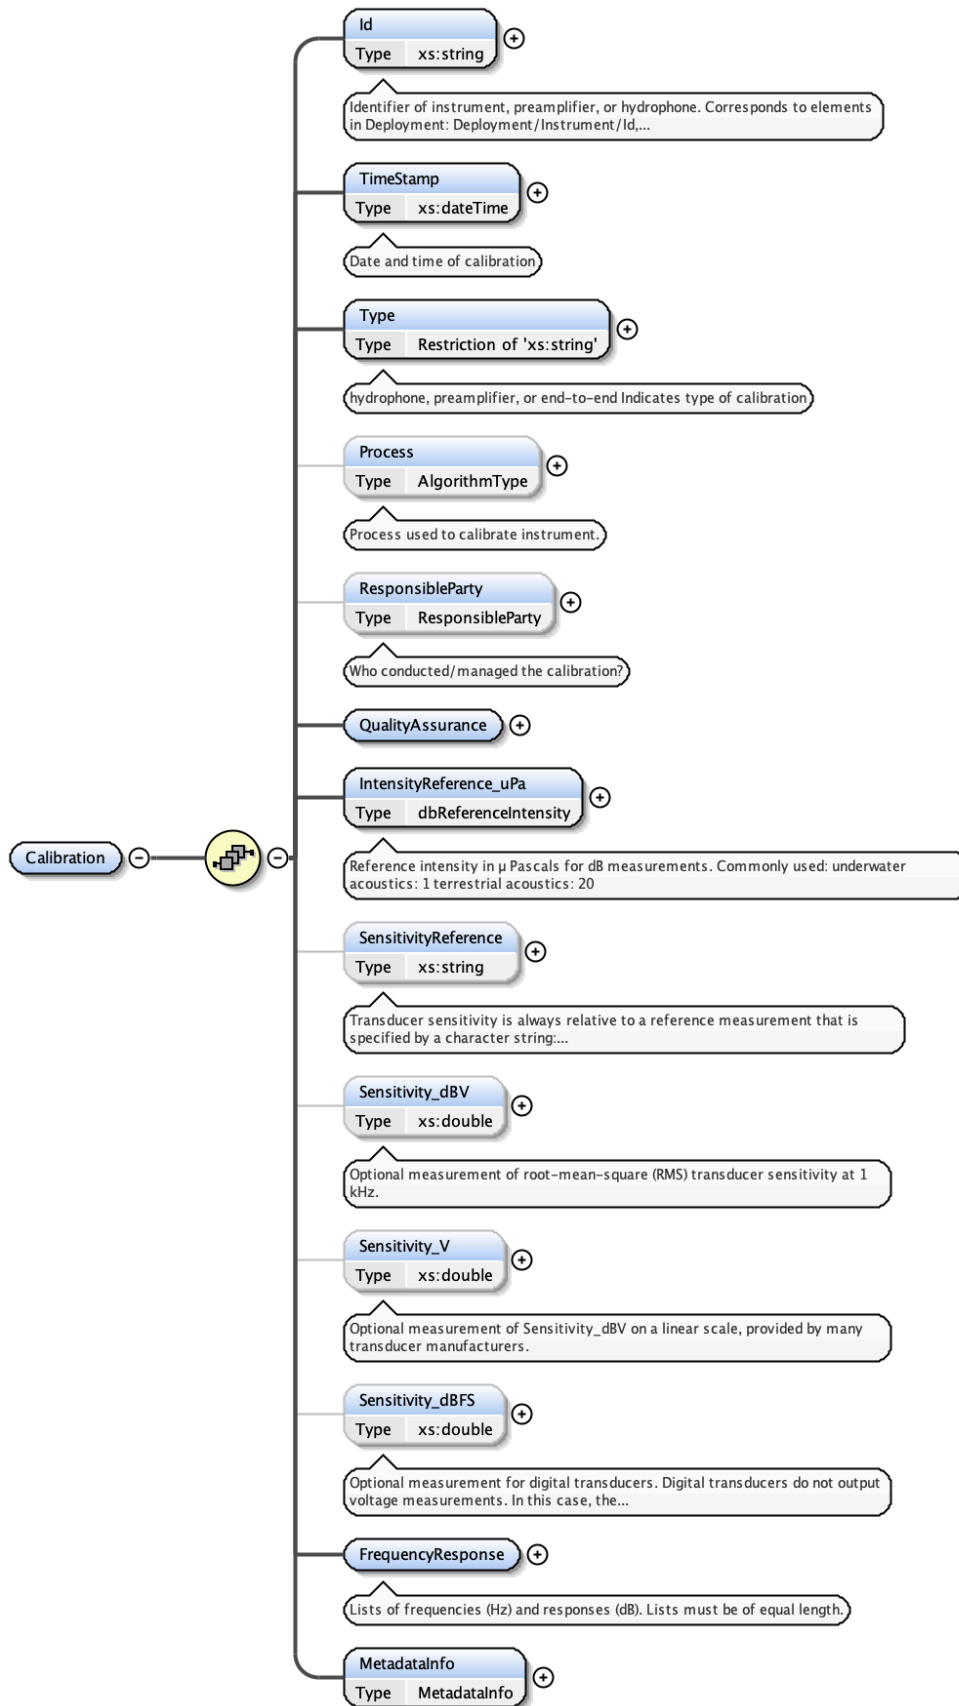 Id
Type xs:string
Identifier of instrument, preamplifier, or hydrophone. Corresponds to elements
in Deployment: Deployment/Instrument/Id,...
TimeStamp
Type xs:dateTime
Date and time of calibration
Type
Type Restriction of 'xs:string'
hydrophone, preamplifier, or end-to-end Indicates type of calibration
Process
Type AlgorithmType
Process used to calibrate instrument.
ResponsibleParty
Type ResponsibleParty
Who conducted/managed the calibration?
QualityAssurance
IntensityReference_uPa
Type dbReferenceIntensity
Calibration
Reference intensity in µ Pascals for dB measurements. Commonly used: underwater
acoustics: 1 terrestrial acoustics: 20
SensitivityReference
Type xs:string
Transducer sensitivity is always relative to a reference measurement that is
specified by a character string:...
Sensitivity_dBV
Type xs:double
Optional measurement of root-mean-square (RMS) transducer sensitivity at 1
kHz.
Sensitivity_V
Type xs:double
Optional measurement of Sensitivity_dBV on a linear scale, provided by many
transducer manufacturers.
Sensitivity_dBFS
Type xs:double
Optional measurement for digital transducers. Digital transducers do not output
voltage measurements. In this case, the...
FrequencyResponse
Lists of frequencies (Hz) and responses (dB). Lists must be of equal length.
MetadataInfo
Type MetadataInfo